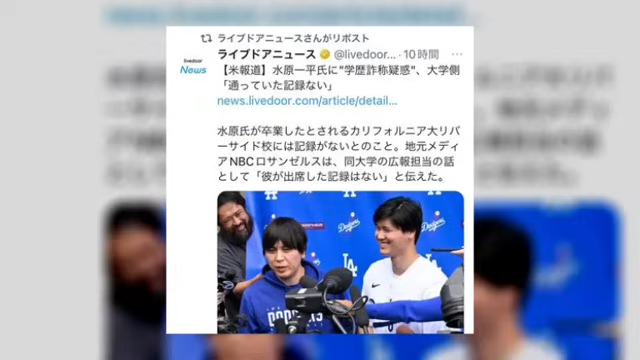 ライブドアニュースさんがリポスト
livedoor
News
ライブドアニュース @livedoor...・10時間
【米報道】水原一平氏に"学歴詐称疑惑"、大学側
「通っていた記録ない」
news.livedoor.com/article/detail...
水原氏が卒業したとされるカリフォルニア大リバ
ーサイド校には記録がないとのこと。地元メディ
アNBCロサンゼルスは、同大学の広報担当の話
として「彼が出席した記録はない」と伝えた。
Dodgers
Dodgers
Dodgers
LA
LA